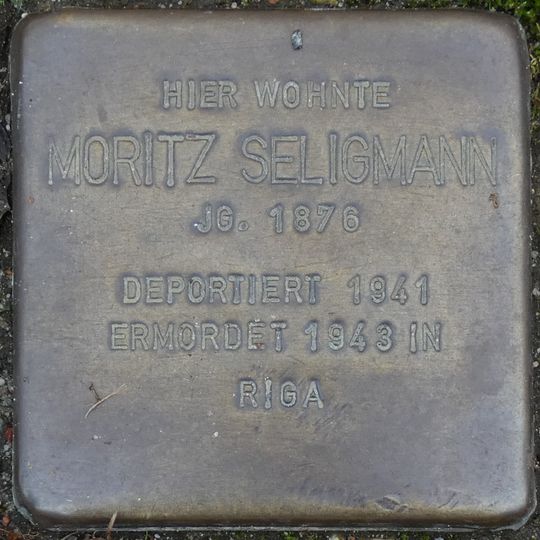 HIER WOHNTE
MORITZ SELIGMANN
JG. 1876
DEPORTIERT 1941
ERMORDET 1943 IN
RIGA